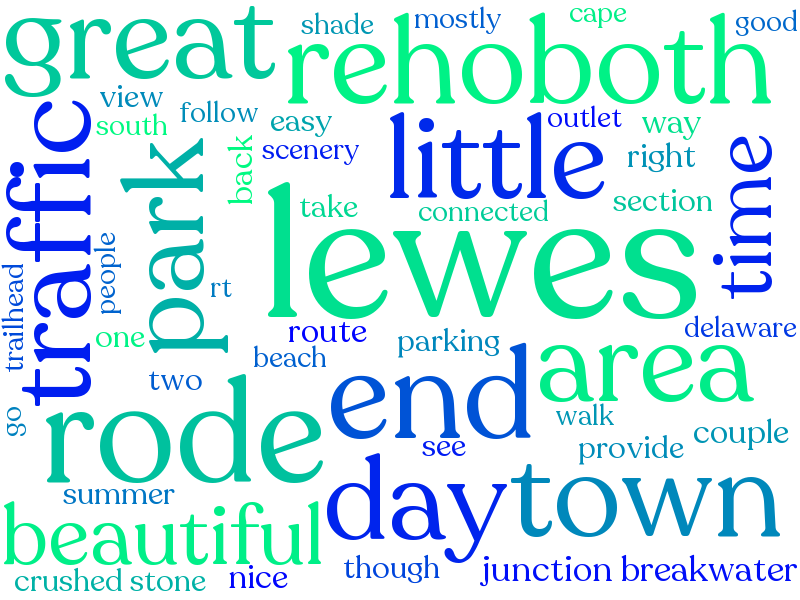 great
shade
mostly
cape
good
rehoboth
view
south
follow
easy
scenery
back
little
outlet
way
right
time
traffic
park
take
connected
section
lewes
people
trailhead
rt
one
route
parking
delaware
beach
two
end
area
go
rode
see
walk
provide
couple
summer
day
town
beautiful
though
junction breakwater
crushed stone
nice